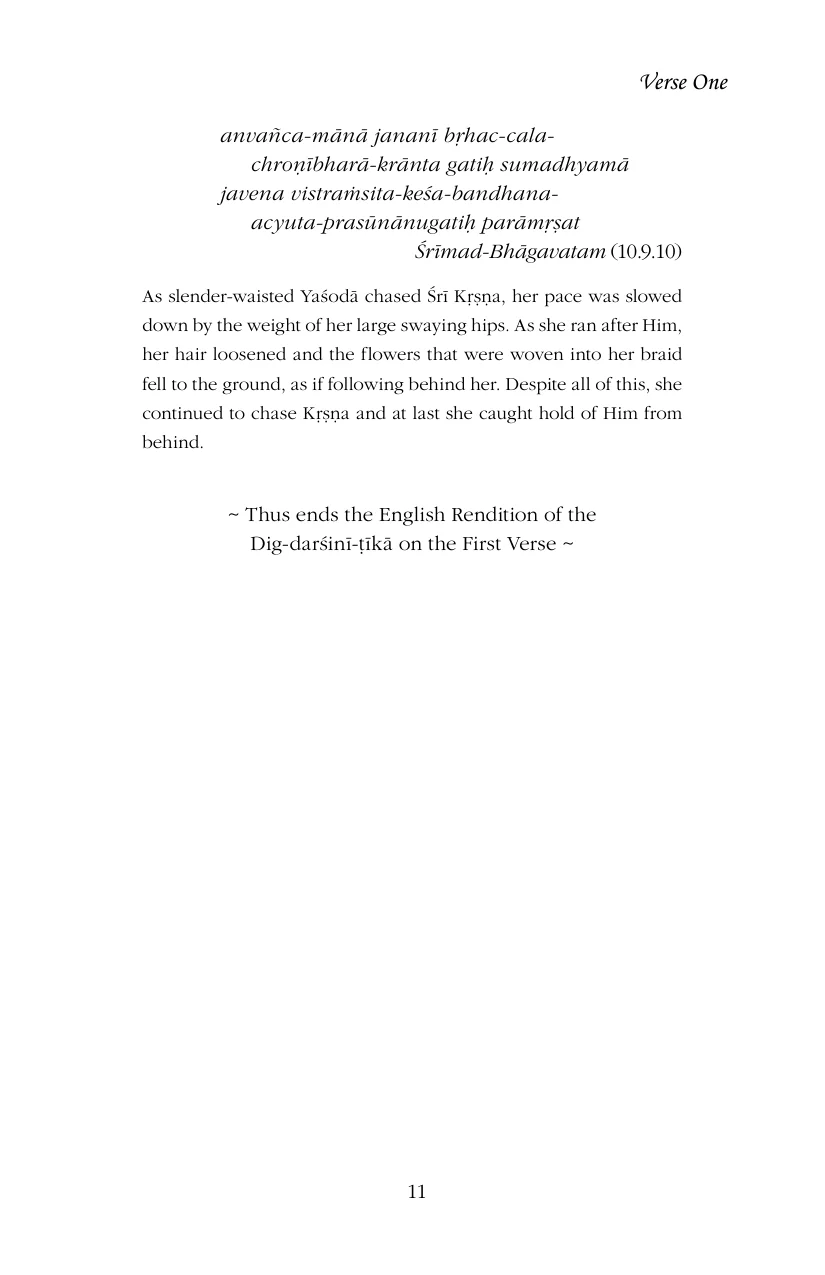 Verse One
anvañca-mānā jananī bṛhac-cala-
chroṇībharā-krānta gatiḥ sumadhyamā
javena vistraṁsita-keśa-bandhana-
acyuta-prasūnānugatiḥ parāmṛṣat
Śrīmad-Bhāgavatam (10.9.10)
As slender-waisted Yaśodā chased Śrī Kṛṣṇa, her pace was slowed
down by the weight of her large swaying hips. As she ran after Him,
her hair loosened and the flowers that were woven into her braid
fell to the ground, as if following behind her. Despite all of this, she
continued to chase Kṛṣṇa and at last she caught hold of Him from
behind.
~ Thus ends the English Rendition of the
Dig-darśinī-ṭīkā on the First Verse ~
11